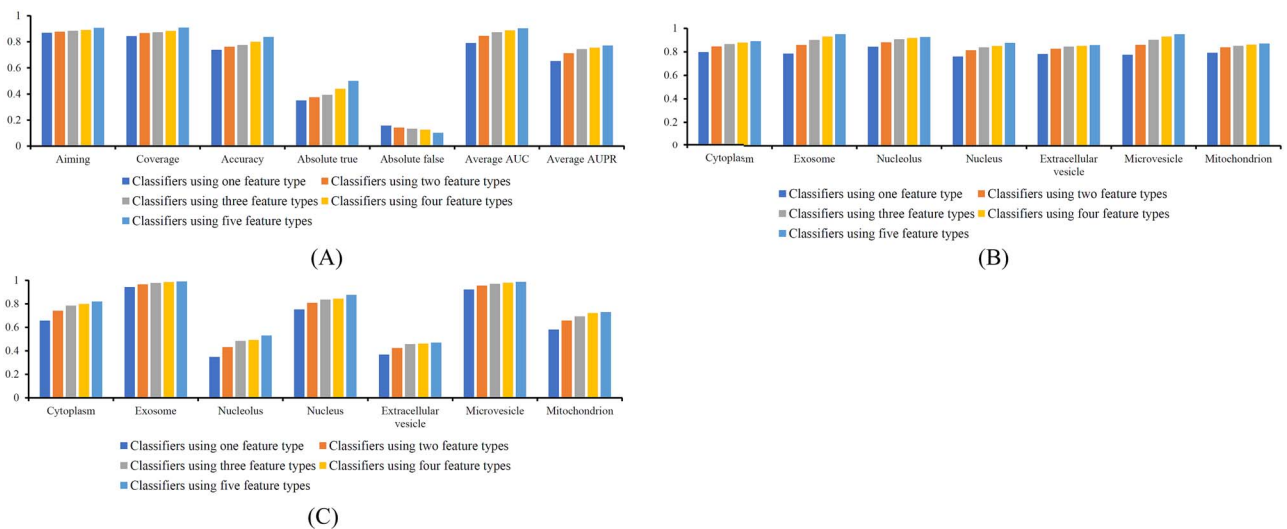 1
0.8
0.6
0.4
0.2
0
Aiming Coverage Accuracy Absolute true Absolute false Average AUC Average AUPR
Classifiers using one feature type Classifiers using two feature types
Classifiers using three feature types Classifiers using four feature types
Classifiers using five feature types
(A)
1
0.8
0.6
0.4
0.2
0
Cytoplasm Exosome Nucleolus Nucleus Extracellular vesicle Microvesicle Mitochondrion
Classifiers using one feature type Classifiers using two feature types
Classifiers using three feature types Classifiers using four feature types
Classifiers using five feature types
(B)
1
0.8
0.6
0.4
0.2
0
Cytoplasm Exosome Nucleolus Nucleus Extracellular vesicle Microvesicle Mitochondrion
Classifiers using one feature type Classifiers using two feature types
Classifiers using three feature types Classifiers using four feature types
Classifiers using five feature types
(C)